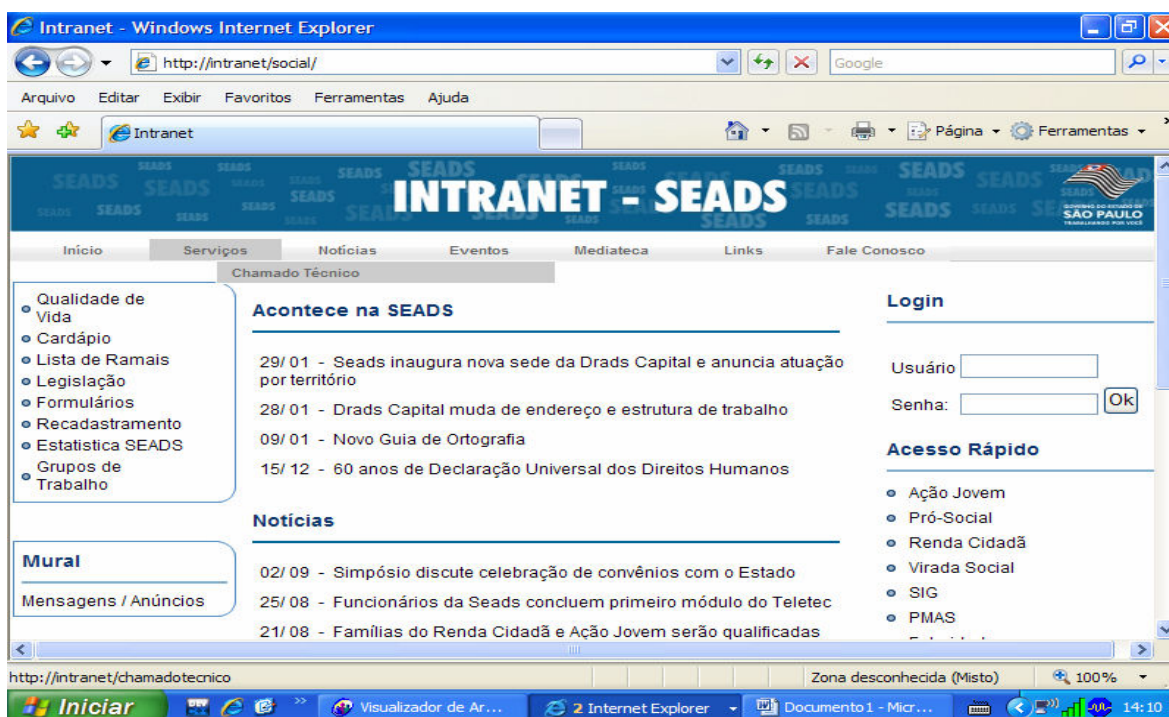 Intranet - Windows Internet Explorer
http://intranet/social/
Google
Arquivo Editar Exibir Favoritos Ferramentas Ajuda
Intranet
Página Ferramentas
INTRANET - SEADS
GOVERNO DO ESTADO DE
SÃO PAULO
TRABALHANDO POR VOCÊ
Início Serviços Notícias Eventos Mediateca Links Fale Conosco
Chamado Técnico
Qualidade de
Vida
Cardápio
Lista de Ramais
Legislação
Formulários
Recadastramento
Estatistica SEADS
Grupos de
Trabalho
Mural
Mensagens / Anúncios
Acontece na SEADS
29/ 01 - Seads inaugura nova sede da Drads Capital e anuncia atuação
por território
28/ 01 - Drads Capital muda de endereço e estrutura de trabalho
09/ 01 - Novo Guia de Ortografia
15/ 12 - 60 anos de Declaração Universal dos Direitos Humanos
Notícias
02/ 09 - Simpósio discute celebração de convênios com o Estado
25/ 08 - Funcionários da Seads concluem primeiro módulo do Teletec
21/ 08 - Famílias do Renda Cidadã e Ação Jovem serão qualificadas
Login
Usuário
Senha: Ok
Acesso Rápido
Ação Jovem
Pró-Social
Renda Cidadã
Virada Social
SIG
PMAS
http://intranet/chamadotecnico Zona desconhecida (Misto) 100%
Iniciar Visualizador de Ar... 2 Internet Explorer Documento1 - Micr... 14:10